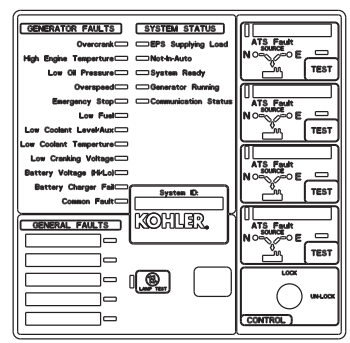 GENERATOR FAULTS
Overcrank
High Engine Temperture
Low Oil Pressure
Overspeed
Emergency Stop
Low Fuel
Low Coolant Level/Aux
Low Coolant Temperture
Low Cranking Voltage
Battery Voltage (Hi/Lo)
Battery Charger Fail
Common Fault
SYSTEM STATUS
EPS Supplying Load
Not-In-Auto
System Ready
Generator Running
Communication Status
System ID:
KOHLER.
GENERAL FAULTS
LAMP TEST
ATS Fault
SOURCE
N E
TEST
ATS Fault
SOURCE
N E
TEST
ATS Fault
SOURCE
N E
TEST
ATS Fault
SOURCE
N E
TEST
LOCK
UN-LOCK
CONTROL